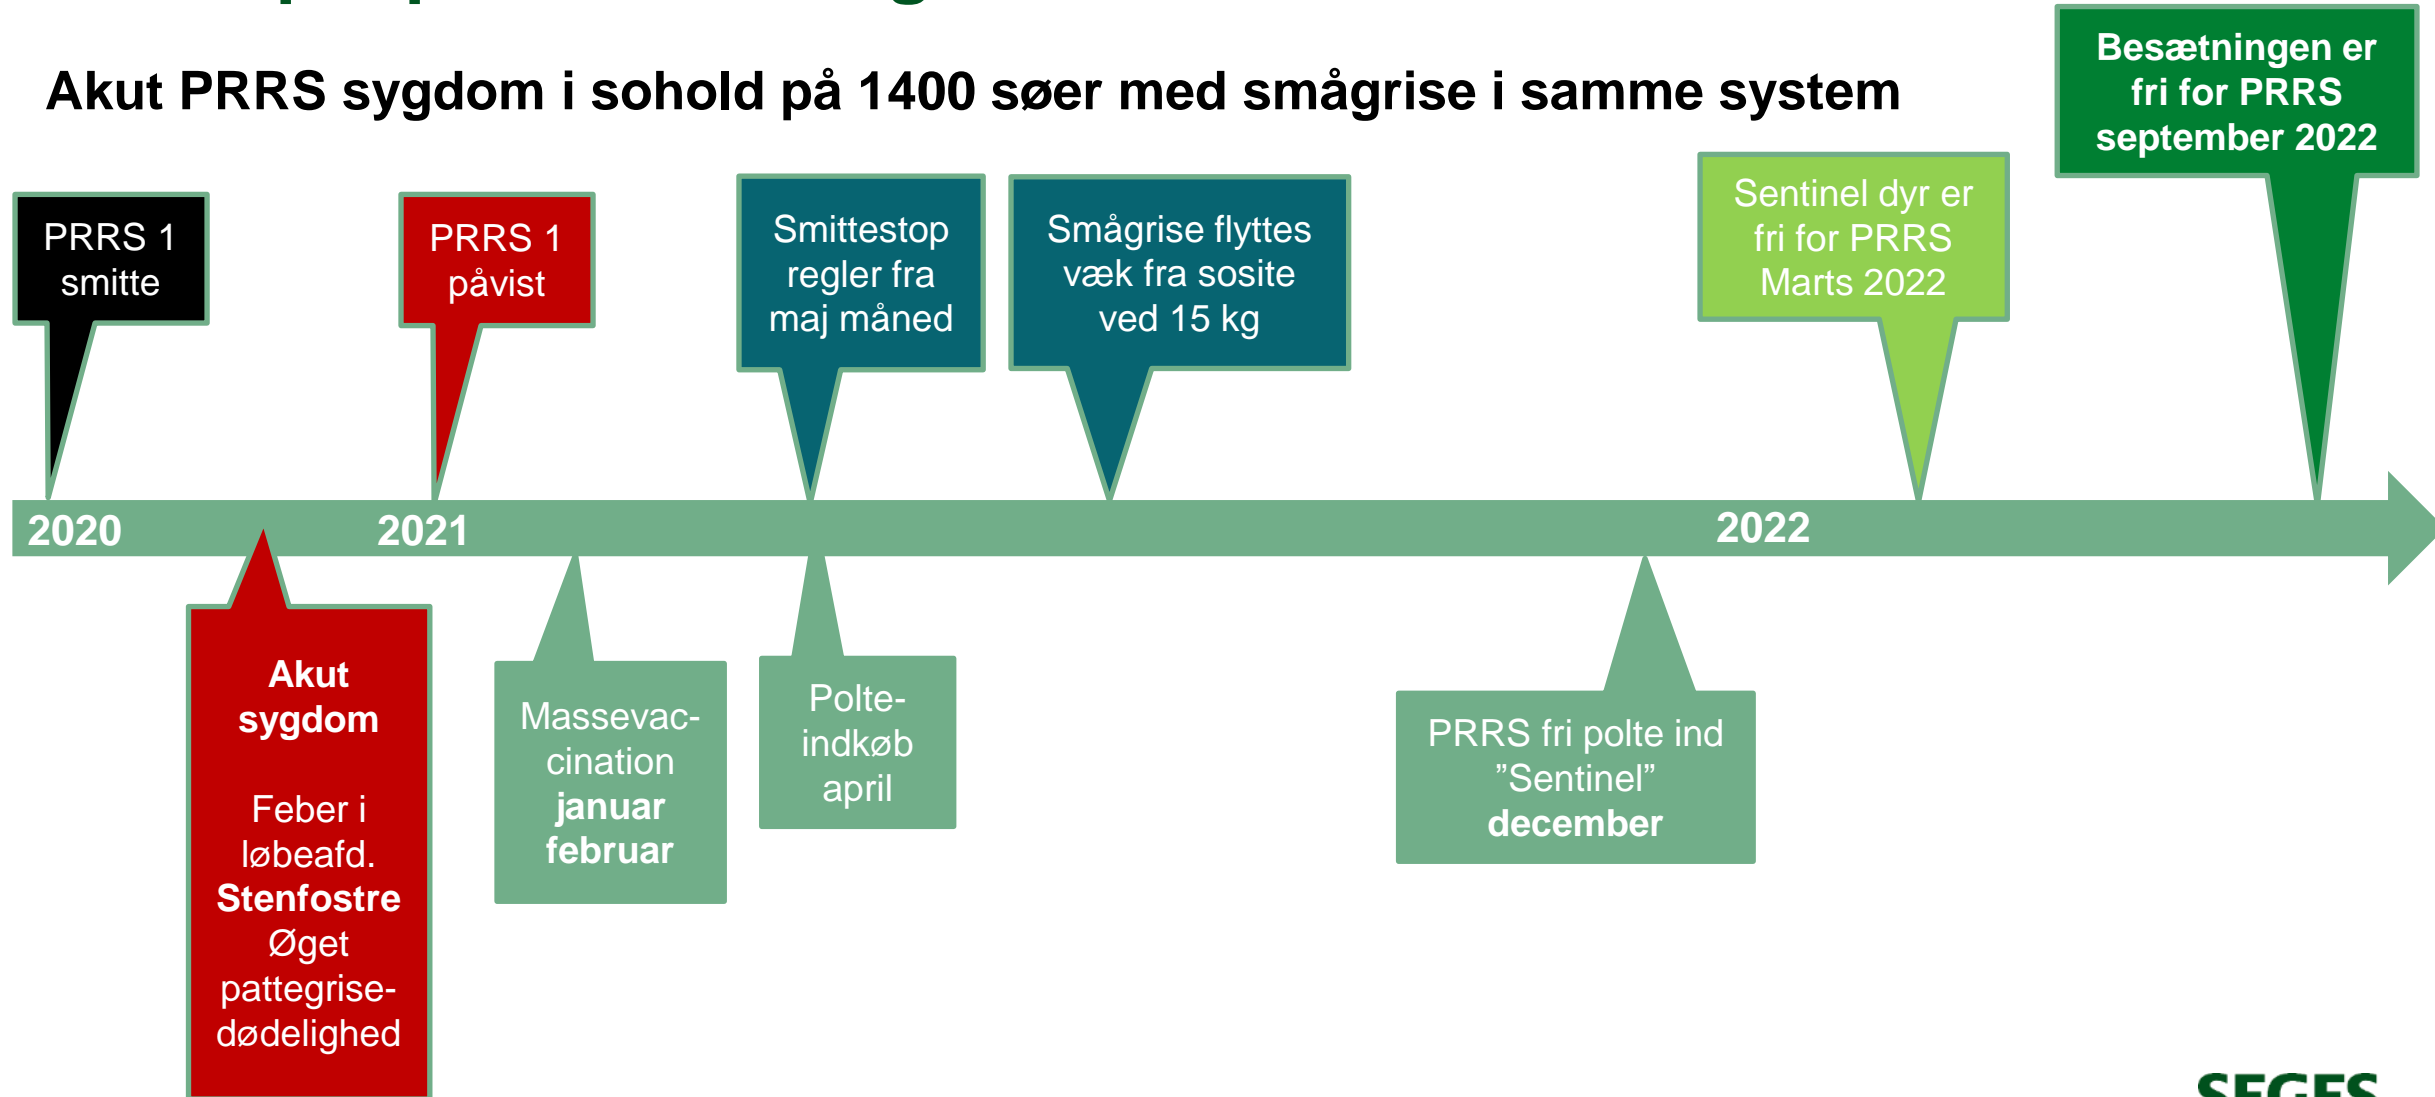 Akut PRRS sygdom i sohold på 1400 søer med smågrise i samme system
Besætningen er
fri for PRRS
september 2022
PRRS 1
smitte
PRRS 1
påvist
Smittestop
regler fra
maj måned
Smågrise flyttes
væk fra sosite
ved 15 kg
Sentinel dyr er
fri for PRRS
Marts 2022
2020
2021
2022
Akut
sygdom
Feber i
løbeafd.
Stenfostre
Øget
pattegrise-
dødelighed
Massevac-
cination
januar
februar
Polte-
indkøb
april
PRRS fri polte ind
”Sentinel”
december
SEGES